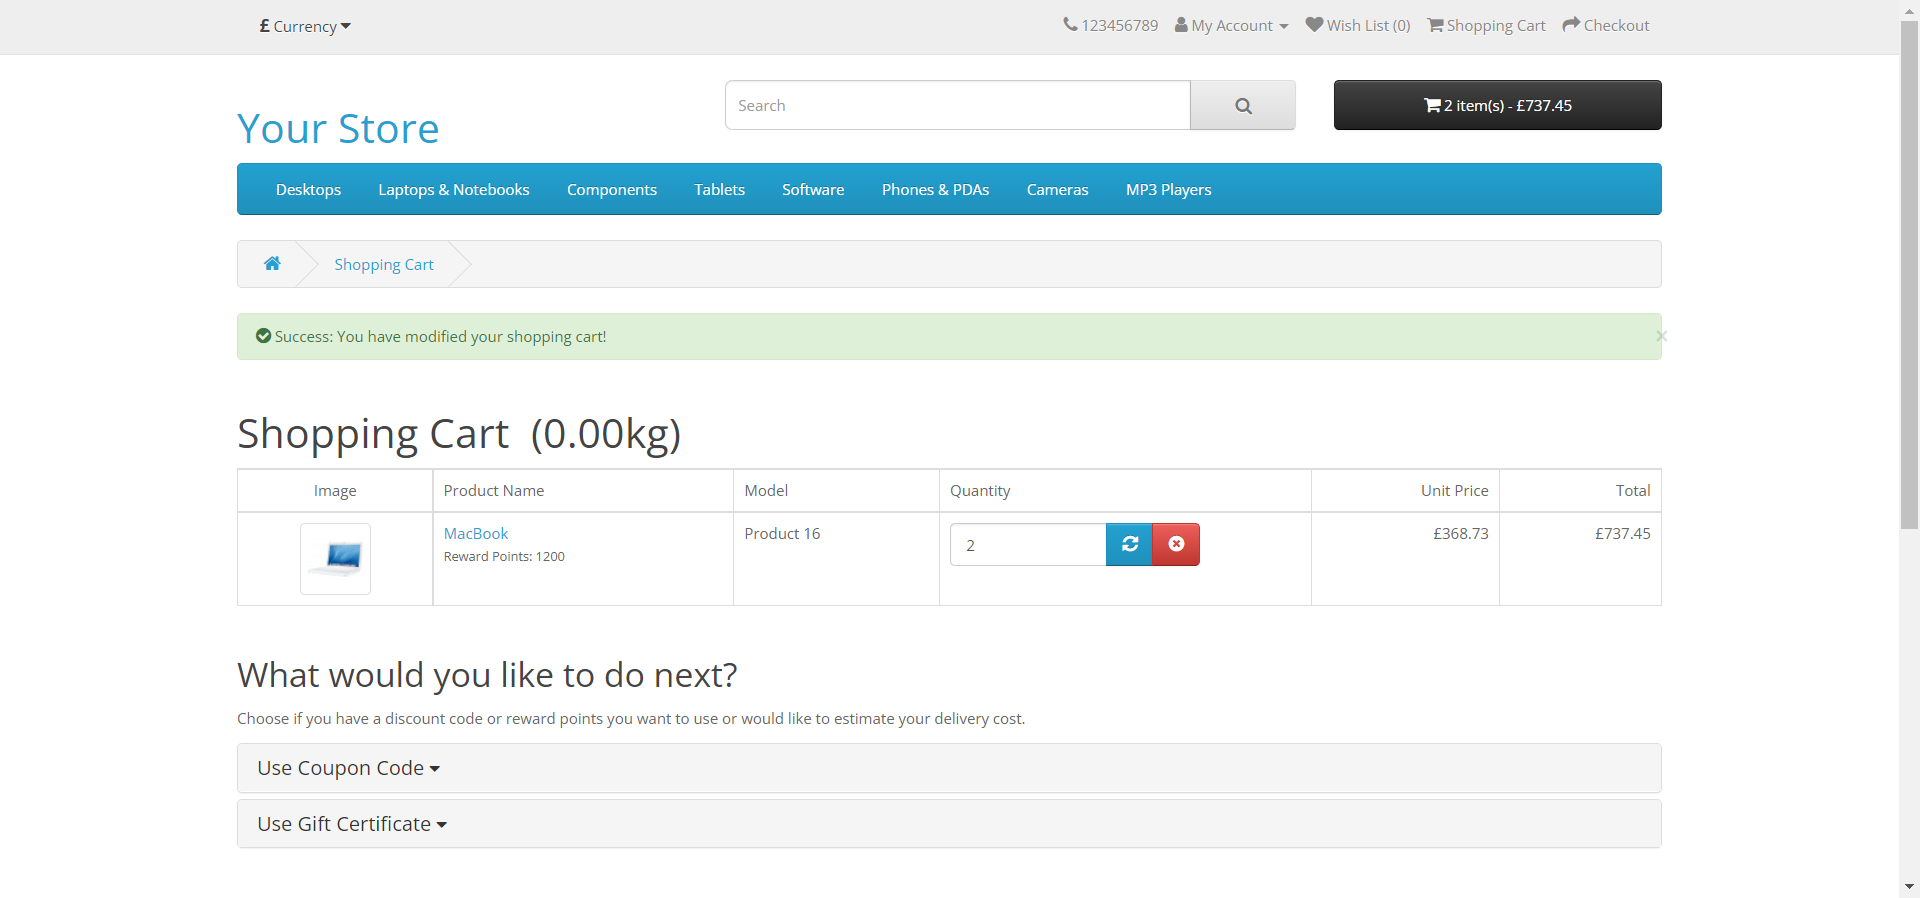 £ Currency
123456789 My Account Wish List (0) Shopping Cart Checkout
Search
2 item(s) - £737.45
Your Store
Desktops Laptops & Notebooks Components Tablets Software Phones & PDAs Cameras MP3 Players
Shopping Cart
Success: You have modified your shopping cart! ×
Shopping Cart (0.00kg)
Image Product Name Model Quantity Unit Price Total
MacBook Product 16 2 £368.73 £737.45
Reward Points: 1200
What would you like to do next?
Choose if you have a discount code or reward points you want to use or would like to estimate your delivery cost.
Use Coupon Code
Use Gift Certificate